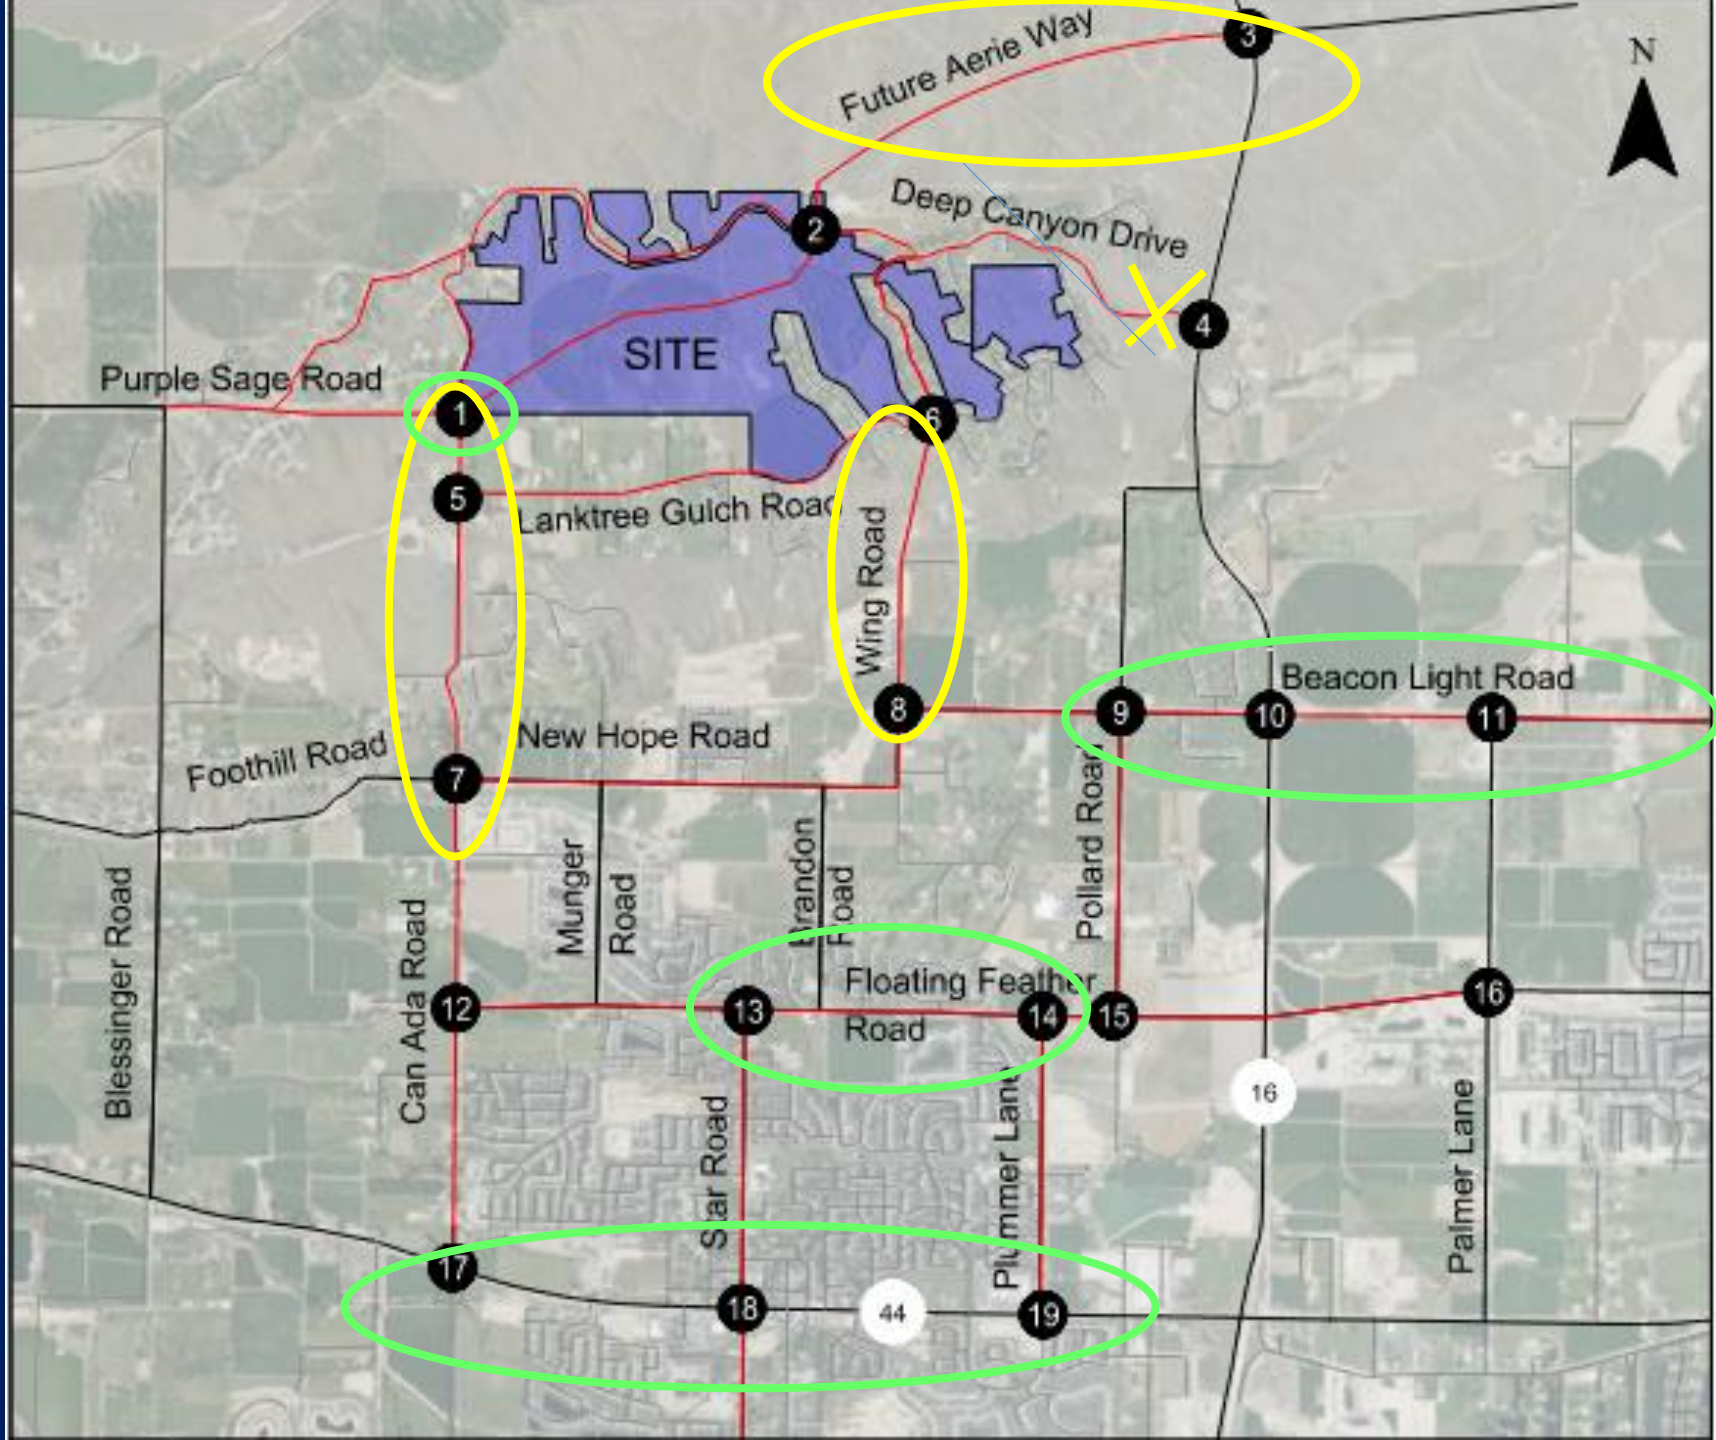 Future Aerie Way
3
N
Deep Canyon Drive
2
4
SITE
Purple Sage Road
1
6
5
Lanktree Gulch Road
Wing Road
Beacon Light Road
8
9
10
11
New Hope Road
Foothill Road
7
Pollard Road
Munger
Road
Brandon
Road
Blessinger Road
Can Ada Road
Floating Feather
Road
12
13
14
15
16
16
Star Road
Plummer Lane
Palmer Lane
17
18
44
19